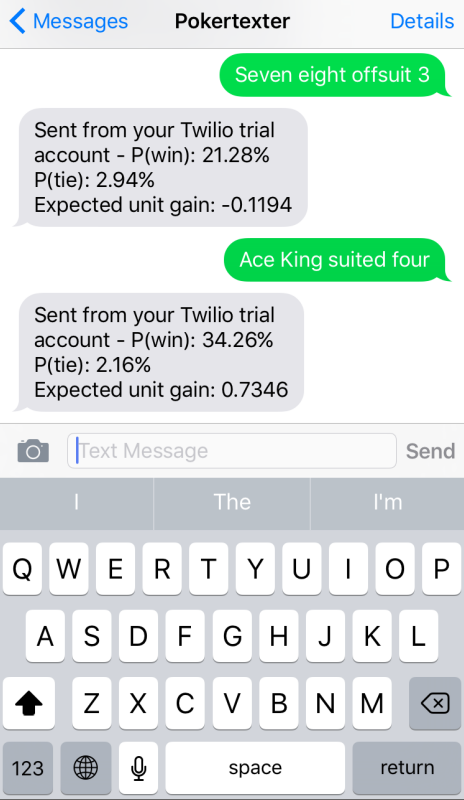 Messages Pokertexter Details
Seven eight offsuit 3
Sent from your Twilio trial
account - P(win): 21.28%
P(tie): 2.94%
Expected unit gain: -0.1194
Ace King suited four
Sent from your Twilio trial
account - P(win): 34.26%
P(tie): 2.16%
Expected unit gain: 0.7346
Text Message Send
I The I'm
Q W E R T Y U I O P
A S D F G H J K L
Z X C V B N M
123 space return